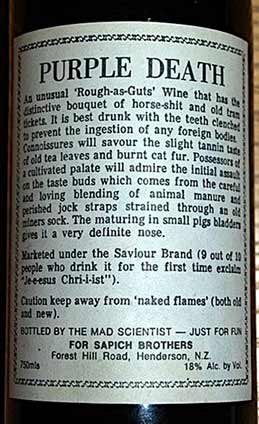 PURPLE DEATH
An unusual 'Rough-as-Guts' Wine that has the
distinctive bouquet of horse-shit and old tram
tickets. It is best drunk with the teeth clenched
to prevent the ingestion of any foreign bodies.
Connoissures will savour the slight tannin taste
of old tea leaves and burnt cat fur. Possessors of
a cultivated palate will admire the initial assault
on the taste buds which comes from the careful
and loving blending of animal manure and
perished jock straps strained through an old
miners sock. The maturing in small pigs bladders
gives it a very definite nose.
Marketed under the Saviour Brand (9 out of 10
people who drink it for the first time exclaim
"Je-e-esus Chri-i-ist").
Caution keep away from 'naked flames' (both old
and new).
BOTTLED BY THE MAD SCIENTIST — JUST FOR FUN
FOR SAPICH BROTHERS
Forest Hill Road, Henderson, N.Z.
750mls 18% Alc. by Vol.